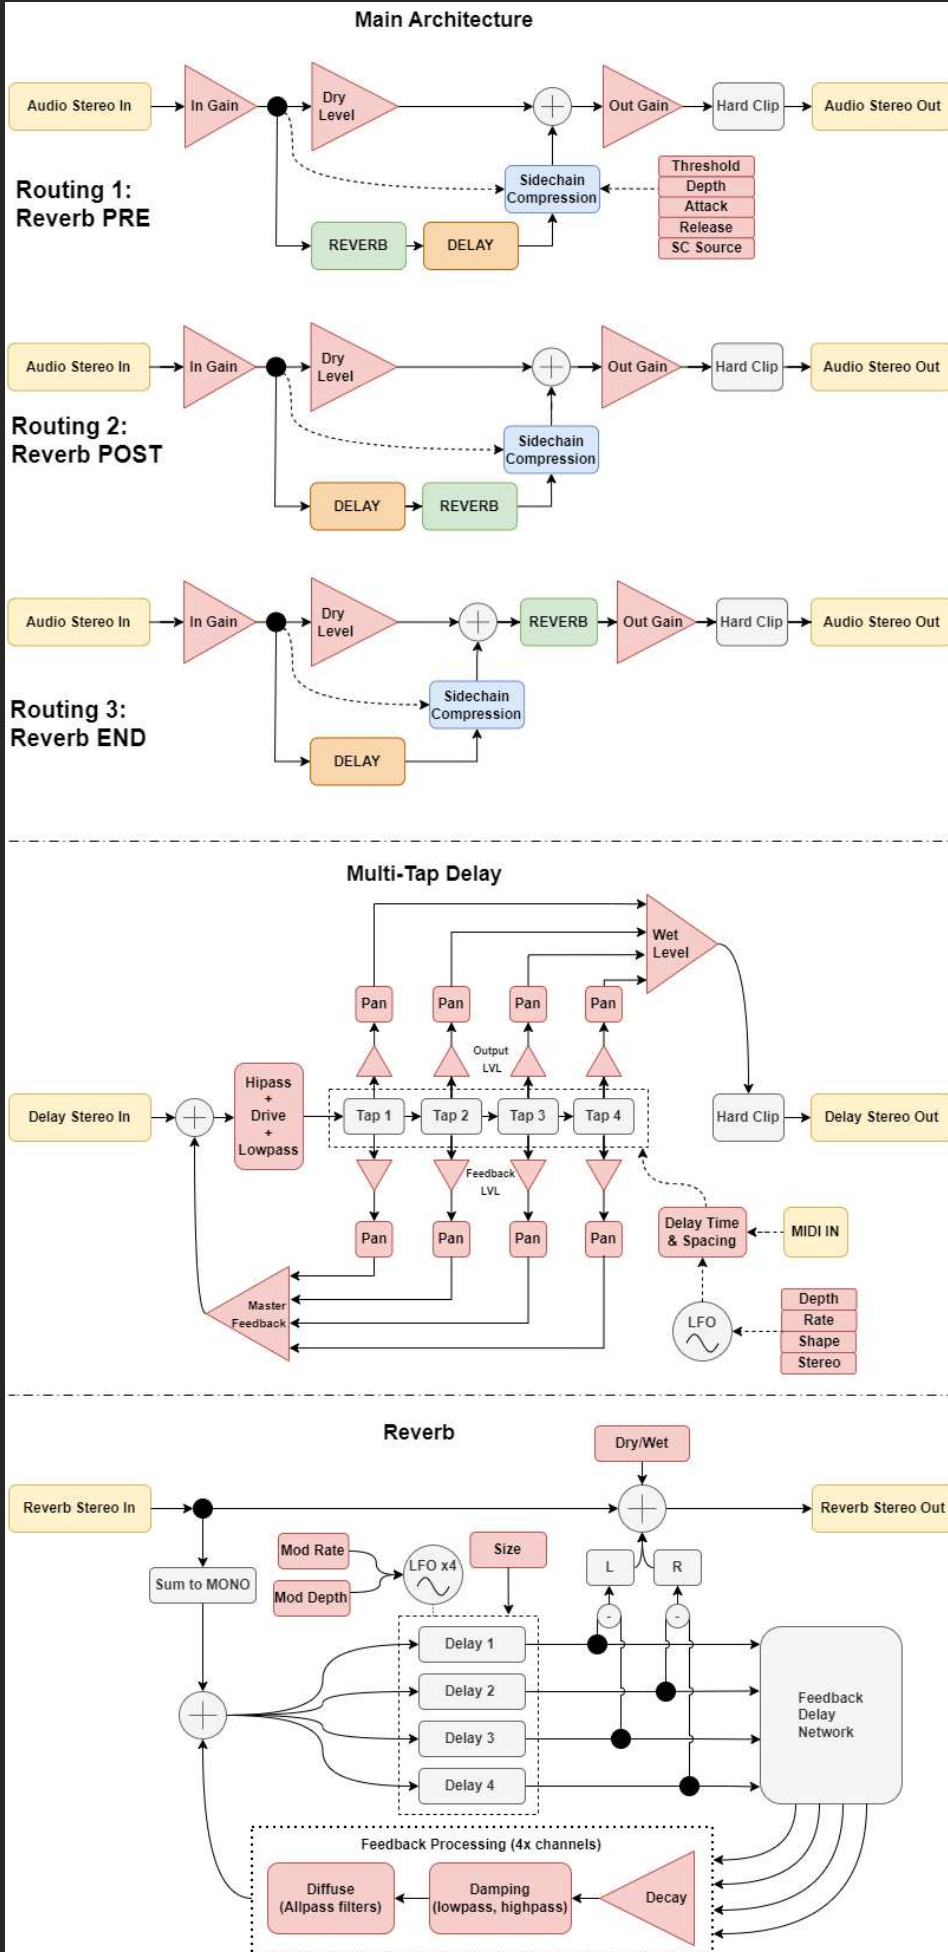 Main Architecture
Audio Stereo In
In Gain
Dry
Level
Out Gain
Hard Clip
Audio Stereo Out
Routing 1:
Reverb PRE
Sidechain
Compression
Threshold
Depth
Attack
Release
SC Source
REVERB
DELAY
Audio Stereo In
In Gain
Dry
Level
Out Gain
Hard Clip
Audio Stereo Out
Routing 2:
Reverb POST
Sidechain
Compression
DELAY
REVERB
Audio Stereo In
In Gain
Dry
Level
REVERB
Out Gain
Hard Clip
Audio Stereo Out
Routing 3:
Reverb END
Sidechain
Compression
DELAY
Multi-Tap Delay
Wet
Level
Pan
Pan
Pan
Pan
Output
LVL
Delay Stereo In
Hipass
+
Drive
+
Lowpass
Tap 1
Tap 2
Tap 3
Tap 4
Hard Clip
Delay Stereo Out
Feedback
LVL
Pan
Pan
Pan
Pan
Delay Time
& Spacing
MIDI IN
Master
Feedback
LFO
Depth
Rate
Shape
Stereo
Reverb
Dry/Wet
Reverb Stereo In
Reverb Stereo Out
Sum to MONO
Mod Rate
Mod Depth
LFO x4
Size
L
R
-
-
Delay 1
Delay 2
Delay 3
Delay 4
Feedback
Delay
Network
Feedback Processing (4x channels)
Diffuse
(Allpass filters)
Damping
(lowpass, highpass)
Decay